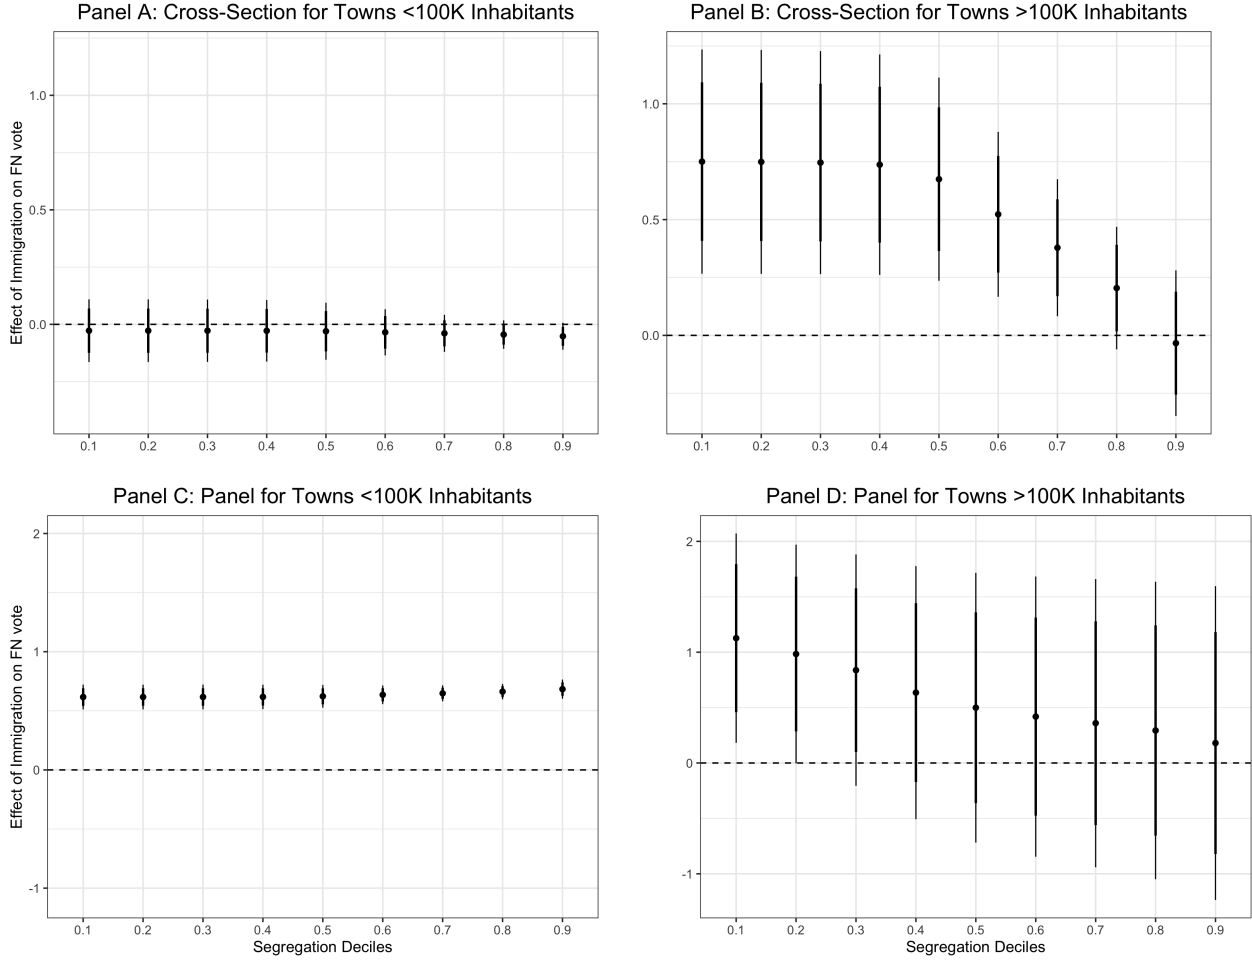 Panel A: Cross-Section for Towns <100K Inhabitants
Effect of Immigration on FN vote
1.0
0.5
0.0
0.1 0.2 0.3 0.4 0.5 0.6 0.7 0.8 0.9
Panel B: Cross-Section for Towns >100K Inhabitants
1.0
0.5
0.0
0.1 0.2 0.3 0.4 0.5 0.6 0.7 0.8 0.9
Panel C: Panel for Towns <100K Inhabitants
Effect of Immigration on FN vote
2
1
0
-1
0.1 0.2 0.3 0.4 0.5 0.6 0.7 0.8 0.9
Segregation Deciles
Panel D: Panel for Towns >100K Inhabitants
2
1
0
-1
0.1 0.2 0.3 0.4 0.5 0.6 0.7 0.8 0.9
Segregation Deciles